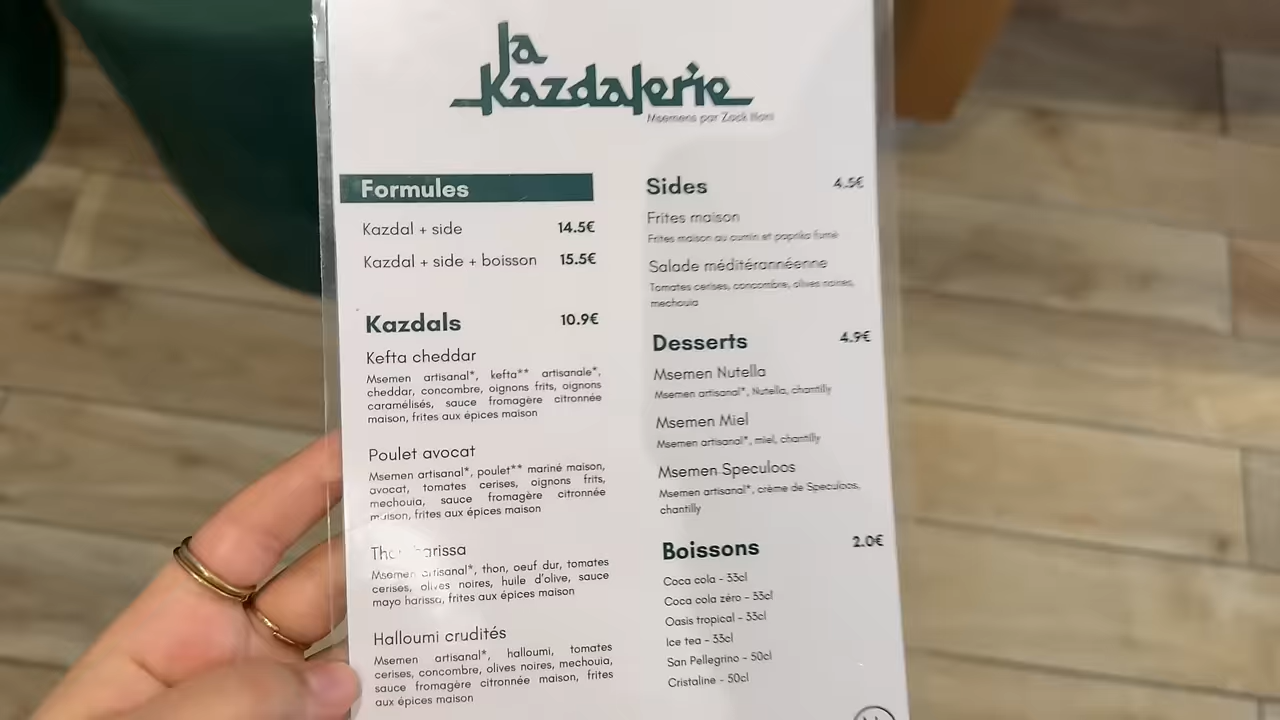 la
Kazdalerie
Msemens par Zack
Formules
Kazdal + side 14.5€
Kazdal + side + boisson 15.5€
Kazdals 10.9€
Kefta cheddar
Msemen artisanal*, kefta** artisanale*,
cheddar, concombre, oignons frits, oignons
caramélisés, sauce fromagère citronnée
maison, frites aux épices maison
Poulet avocat
Msemen artisanal*, poulet** mariné maison,
avocat, tomates cerises, oignons frits,
mechouia, sauce fromagère citronnée
maison, frites aux épices maison
Thon harissa
Msemen artisanal*, thon, oeuf dur, tomates
cerises, olives noires, huile d'olive, sauce
mayo harissa, frites aux épices maison
Halloumi crudités
Msemen artisanal*, halloumi, tomates
cerises, concombre, olives noires, mechouia,
sauce fromagère citronnée maison, frites
aux épices maison
Sides 4.5€
Frites maison
Frites maison au cumin et paprika fumé
Salade méditérannéenne
Tomates cerises, concombre, olives noires,
mechouia
Desserts 4.9€
Msemen Nutella
Msemen artisanal*, Nutella, chantilly
Msemen Miel
Msemen artisanal*, miel, chantilly
Msemen Speculoos
Msemen artisanal*, crème de Speculoos,
chantilly
Boissons 2.0€
Coca cola - 33cl
Coca cola zéro - 33cl
Oasis tropical - 33cl
Ice tea - 33cl
San Pellegrino - 50cl
Cristaline - 50cl